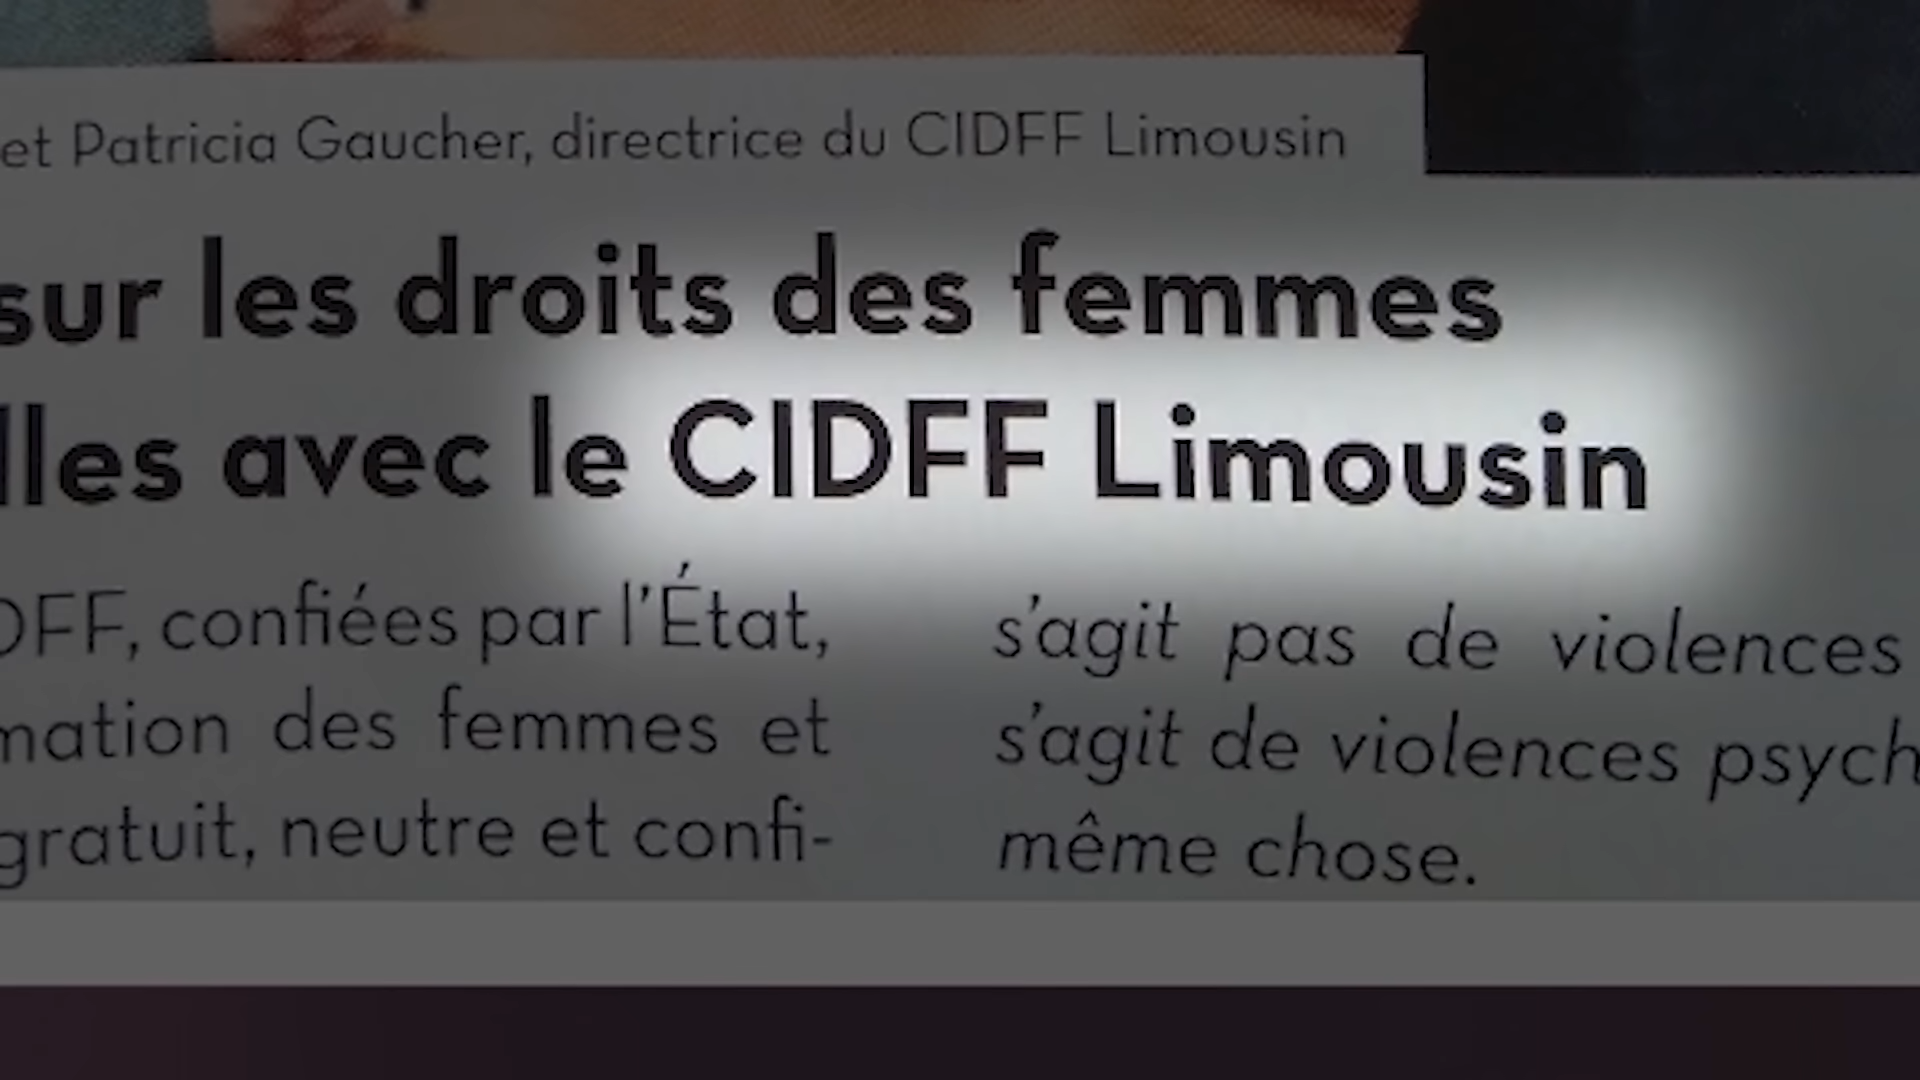 et Patricia Gaucher, directrice du CIDFF Limousin
sur les droits des femmes
lles avec le CIDFF Limousin
DFF, confiées par l'État,
mation des femmes et
gratuit, neutre et confi-
s'agit pas de violences
s'agit de violences psych
même chose.